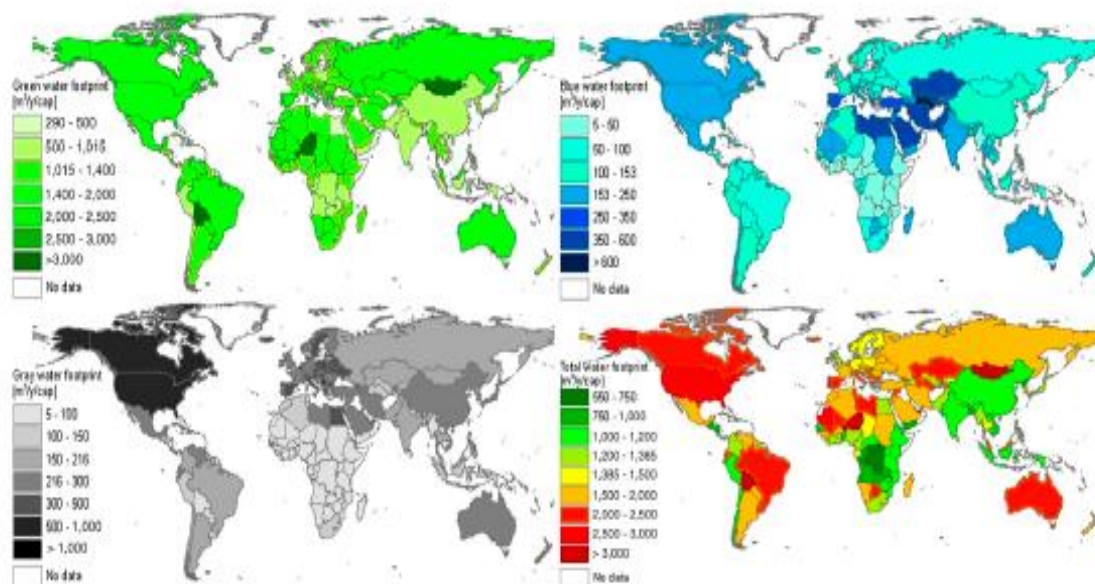 Green water footprint
[m³/y/cap]
290 - 500
500 - 1,015
1,015 - 1,400
1,400 - 2,000
2,000 - 2,500
2,500 - 3,000
>3,000
No data
Blue water footprint
[m³/y/cap]
5 - 50
50 - 100
100 - 153
153 - 250
250 - 350
350 - 600
>600
No data
Gray water footprint
[m³/y/cap]
5 - 100
100 - 150
150 - 216
216 - 300
300 - 500
500 - 1,000
> 1,000
No data
Total Water footprint
[m³/y/cap]
550 - 750
750 - 1,000
1,000 - 1,200
1,200 - 1,385
1,385 - 1,500
1,500 - 2,000
2,000 - 2,500
2,500 - 3,000
> 3,000
No data